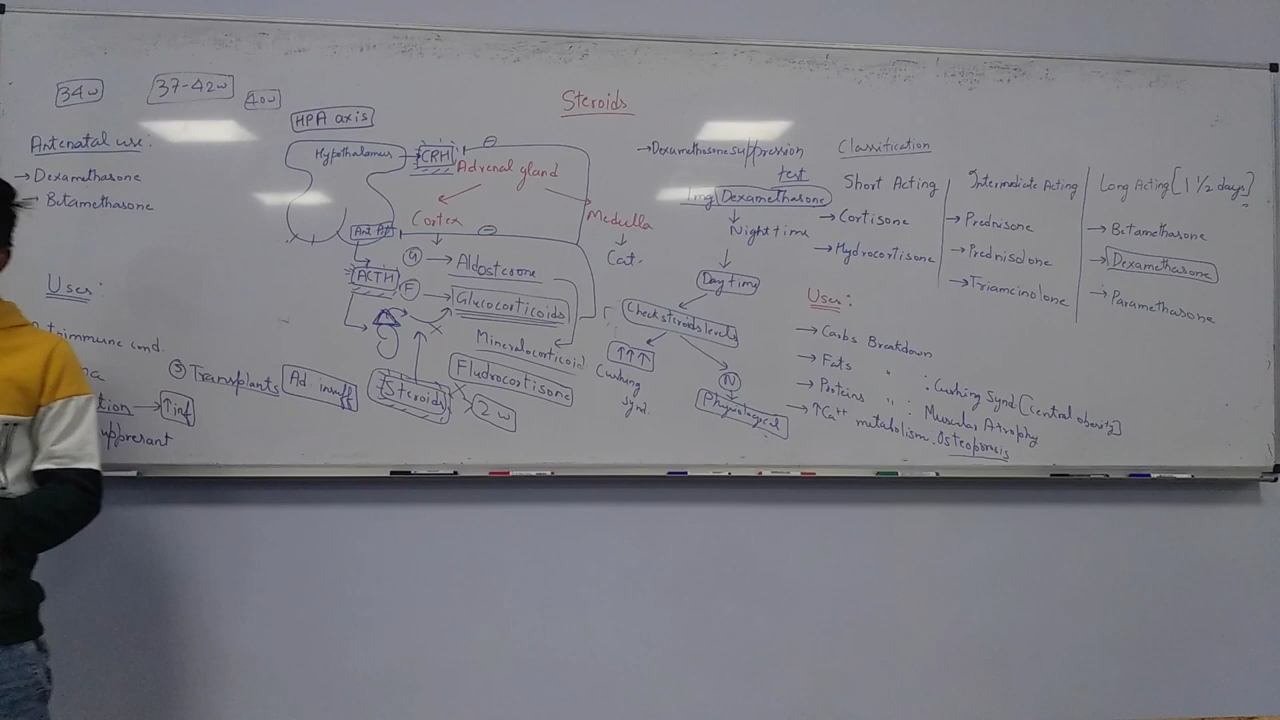 Steroids
34w
37-42w
40w
Antenatal use:
→ Dexamethasone
→ Betamethasone
Uses:
cond.
③ Transplants
→ ↑inf
HPA axis
Hypothalamus
CRH
Ant Pit
ACTH
Adrenal gland
Cortex
Medulla
Cat.
G → Aldosterone
F → Glucocorticoids
Mineralocorticoid
Fludrocortisone
Ad. insuff
Steroids
2 w
→ Dexamethasone suppression
test
1mg Dexamethasone
Night time
Day time
Check steroids levels
↑↑↑
Cushing
synd.
N
Physiological
Classification
Short Acting
→ Cortisone
→ Hydrocortisone
Intermediate Acting
→ Prednisone
→ Prednisolone
→ Triamcinolone
Long Acting [1 ½ days]
→ Betamethasone
→ Dexamethasone
→ Paramethasone
Uses:
→ Carbs Breakdown
→ Fats " : Cushing Synd [central obesity]
→ Proteins " : Muscular Atrophy
→ ↑Ca++ metabolism. Osteoporosis